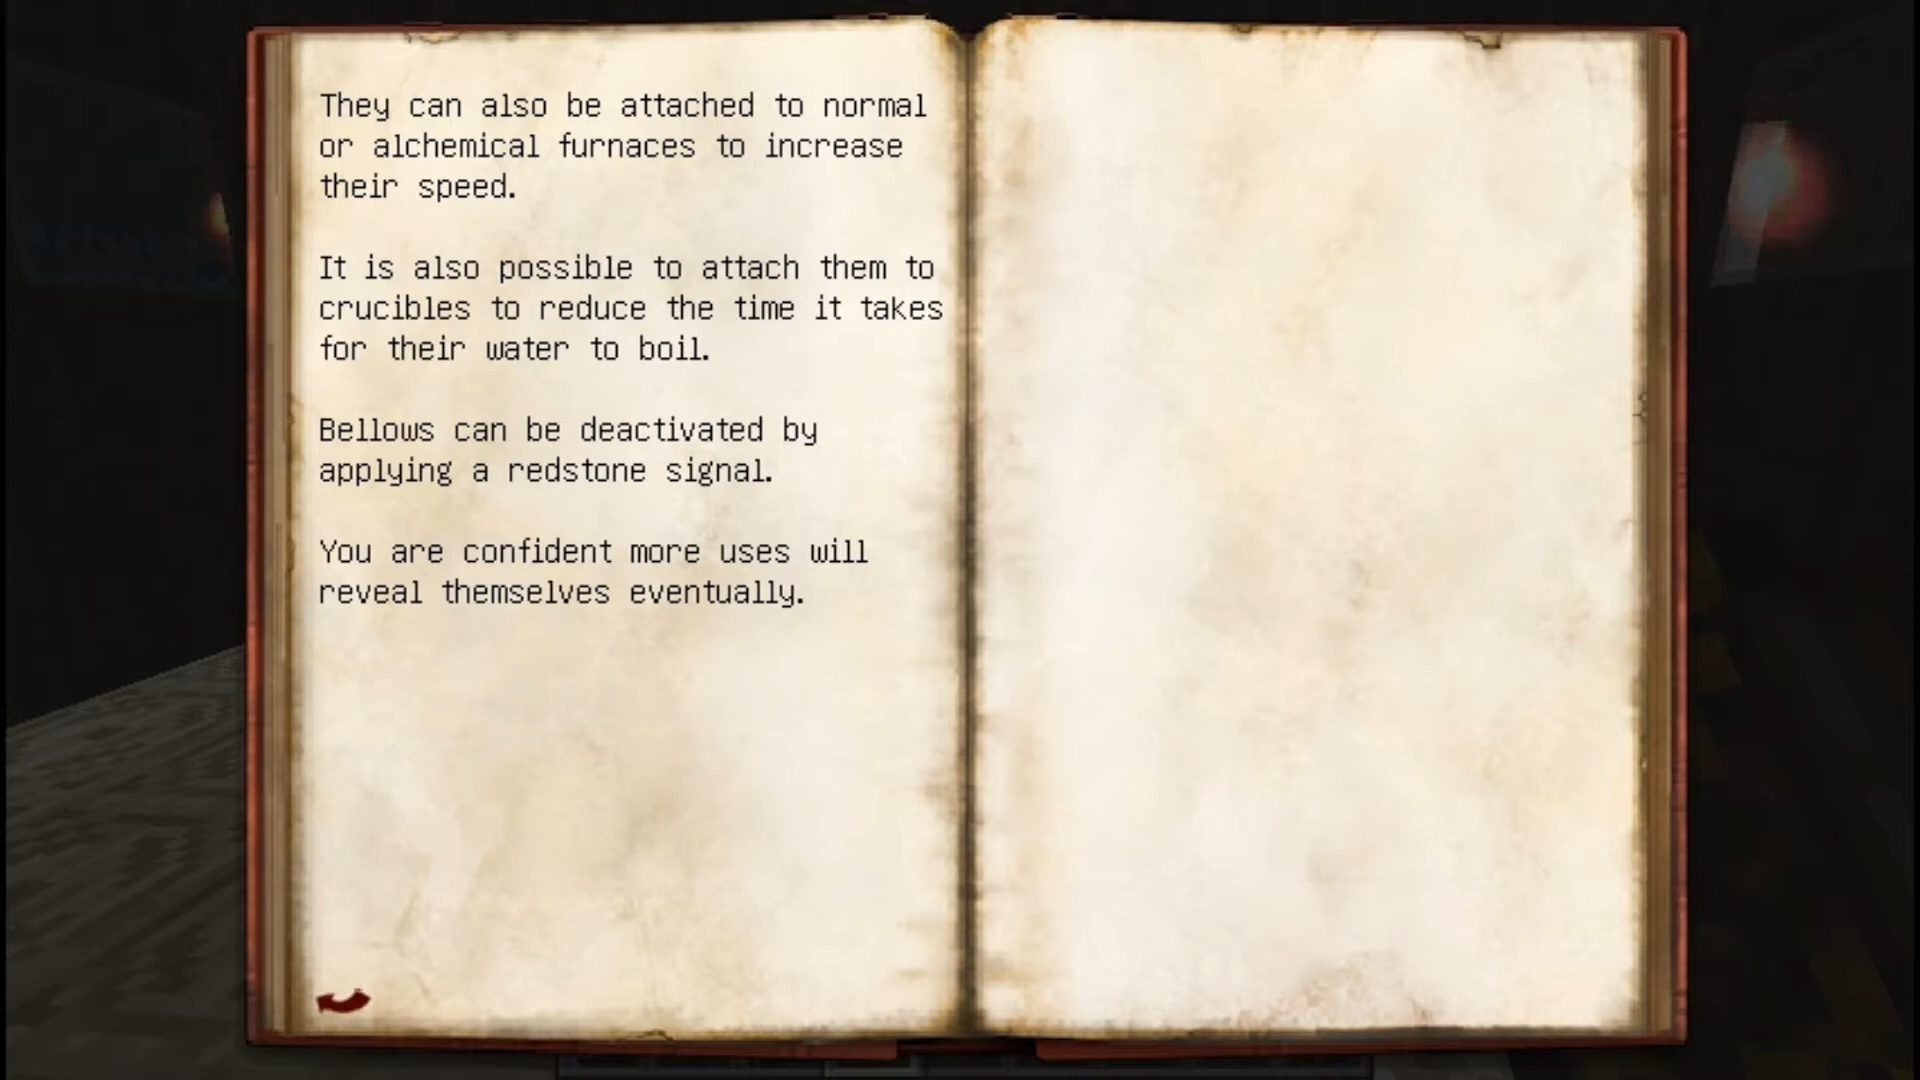 They can also be attached to normal
or alchemical furnaces to increase
their speed.
It is also possible to attach them to
crucibles to reduce the time it takes
for their water to boil.
Bellows can be deactivated by
applying a redstone signal.
You are confident more uses will
reveal themselves eventually.